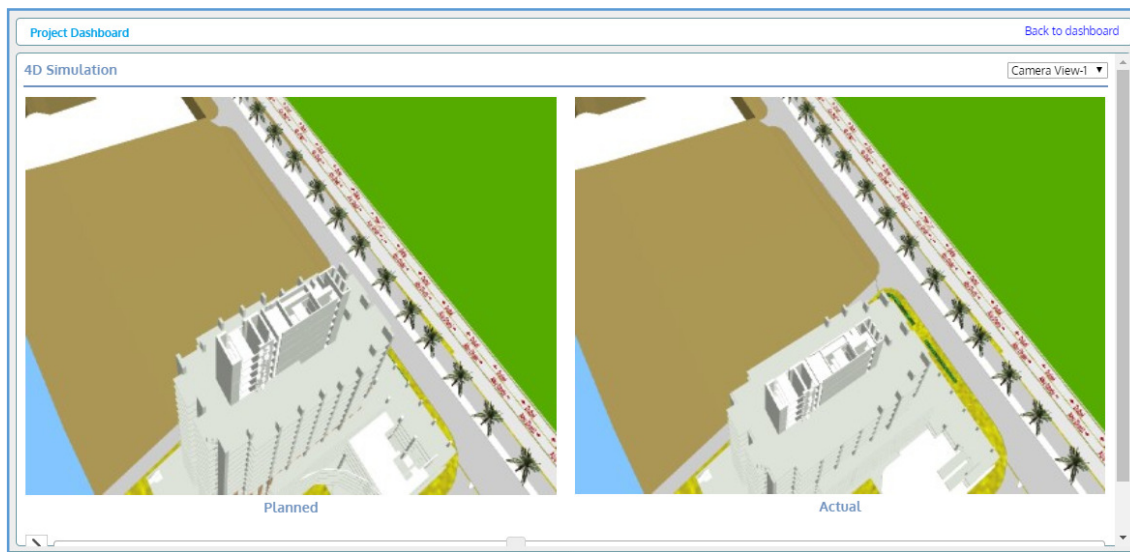 Project Dashboard
Back to dashboard
4D Simulation
Camera View-1
Planned
Actual